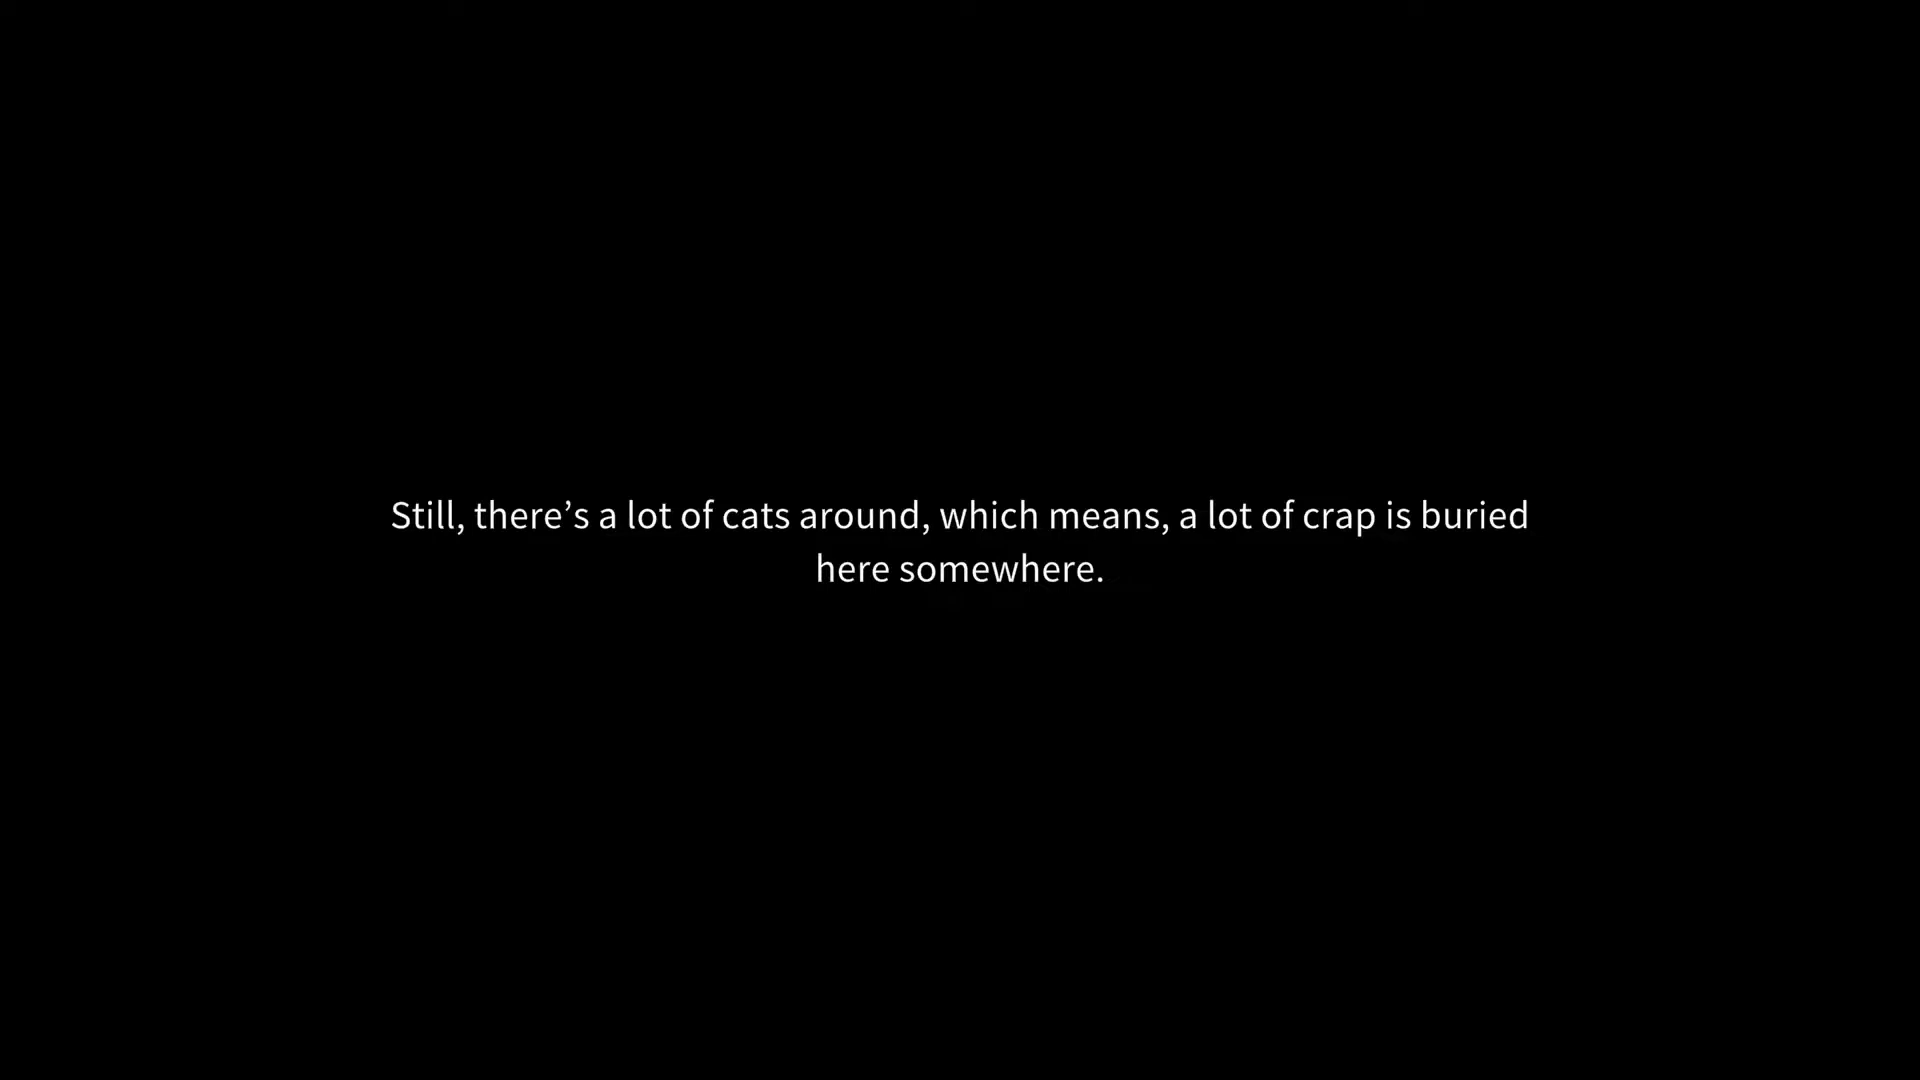 Still, there’s a lot of cats around, which means, a lot of crap is buried
here somewhere.